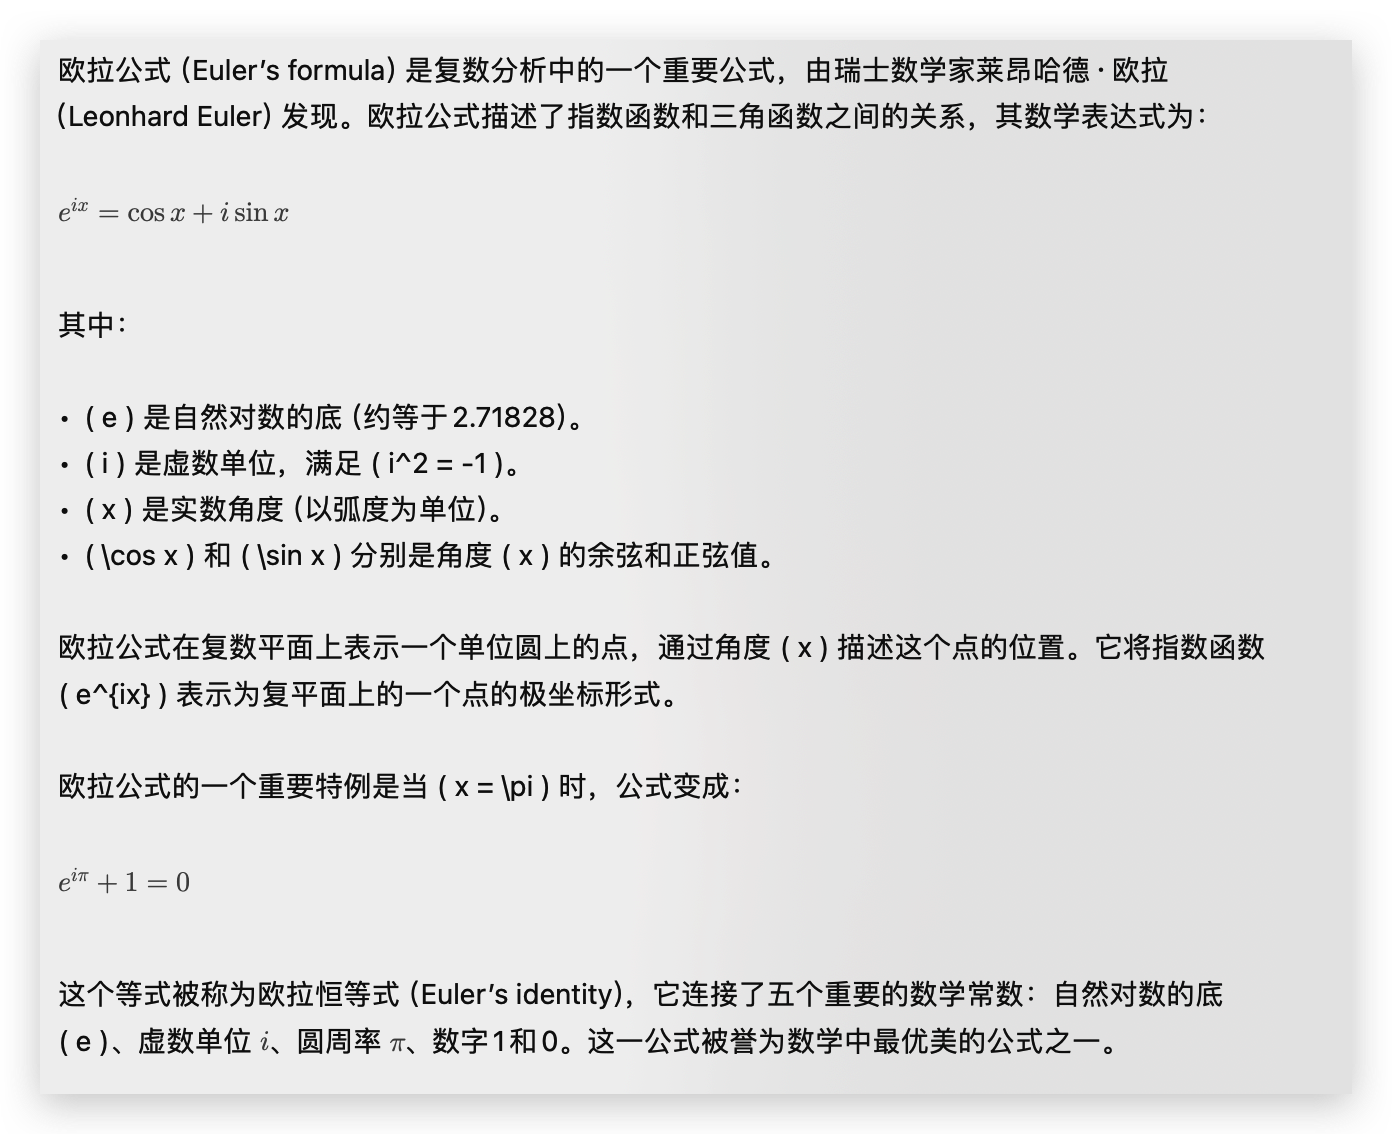 欧拉公式 (Euler’s formula) 是复数分析中的一个重要公式，由瑞士数学家莱昂哈德·欧拉
(Leonhard Euler) 发现。欧拉公式描述了指数函数和三角函数之间的关系，其数学表达式为：
$e^{ix} = \cos x + i \sin x$
其中：
• ( e ) 是自然对数的底 (约等于2.71828)。
• ( i ) 是虚数单位，满足 ( i^2 = -1 )。
• ( x ) 是实数角度 (以弧度为单位)。
• ( \cos x ) 和 ( \sin x ) 分别是角度 ( x ) 的余弦和正弦值。
欧拉公式在复数平面上表示一个单位圆上的点，通过角度 ( x ) 描述这个点的位置。它将指数函数
( e^{ix} ) 表示为复平面上的一个点的极坐标形式。
欧拉公式的一个重要特例是当 ( x = \pi ) 时，公式变成：
$e^{i\pi} + 1 = 0$
这个等式被称为欧拉恒等式 (Euler’s identity)，它连接了五个重要的数学常数：自然对数的底
( e )、虚数单位 $i$、圆周率 $\pi$、数字1和0。这一公式被誉为数学中最优美的公式之一。